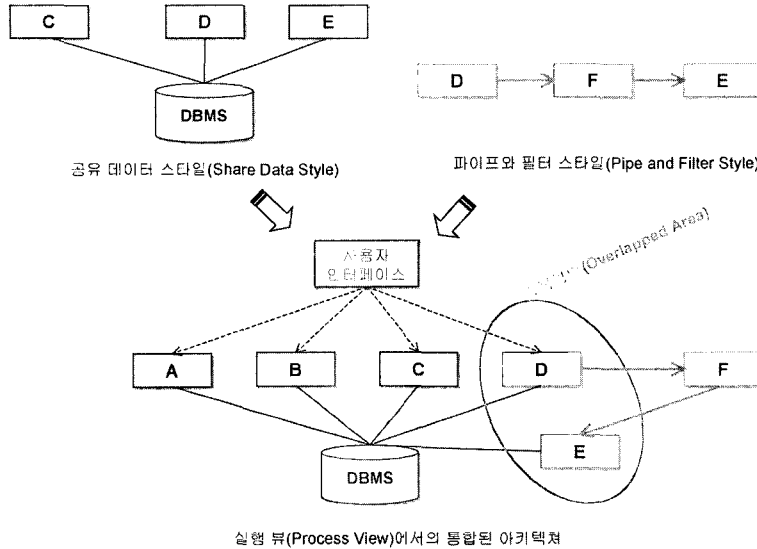 C D E
DBMS
공유 데이터 스타일(Share Data Style)
D F E
파이프와 필터 스타일(Pipe and Filter Style)
(Overlapped Area)
사용자
인터페이스
A B C D F
E
DBMS
실행 뷰(Process View)에서의 통합된 아키텍쳐